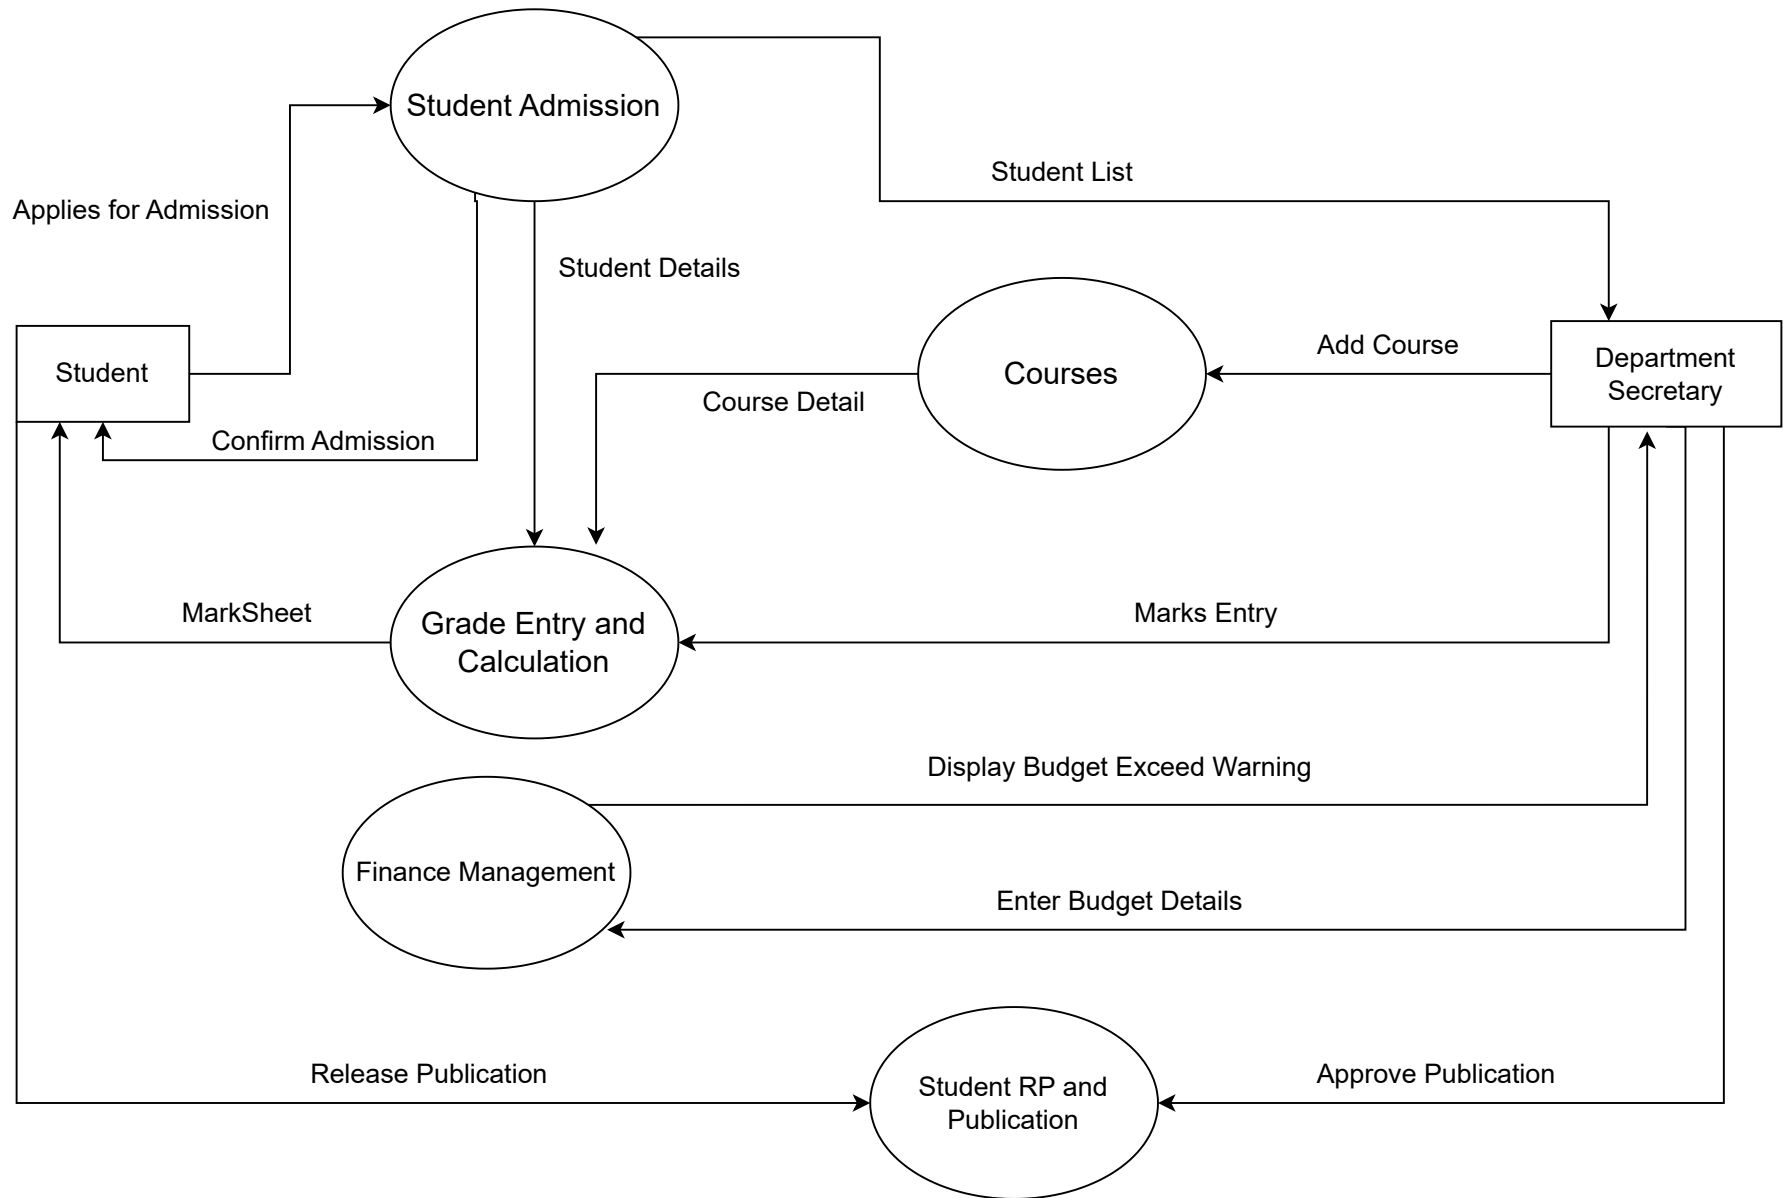 Student Admission
Student List
Applies for Admission
Student Details
Add Course
Department
Secretary
Student
Courses
Course Detail
Confirm Admission
MarkSheet
Grade Entry and
Calculation
Marks Entry
Display Budget Exceed Warning
Finance Management
Enter Budget Details
Release Publication
Student RP and
Publication
Approve Publication